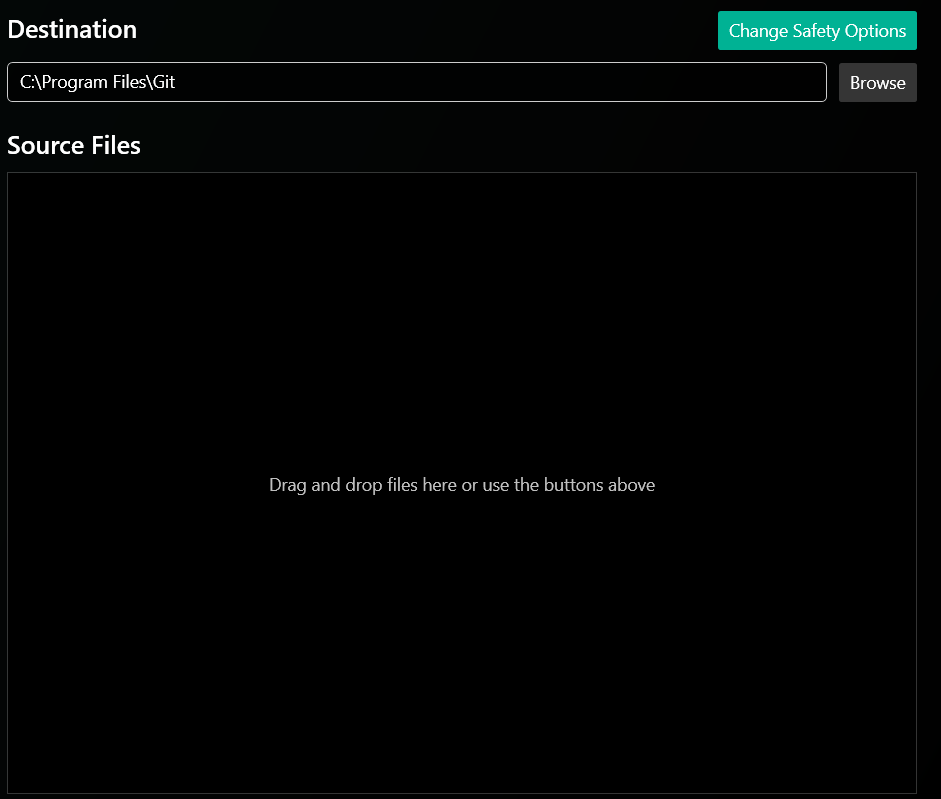 Destination
Change Safety Options
C:\Program Files\Git
Browse
Source Files
Drag and drop files here or use the buttons above